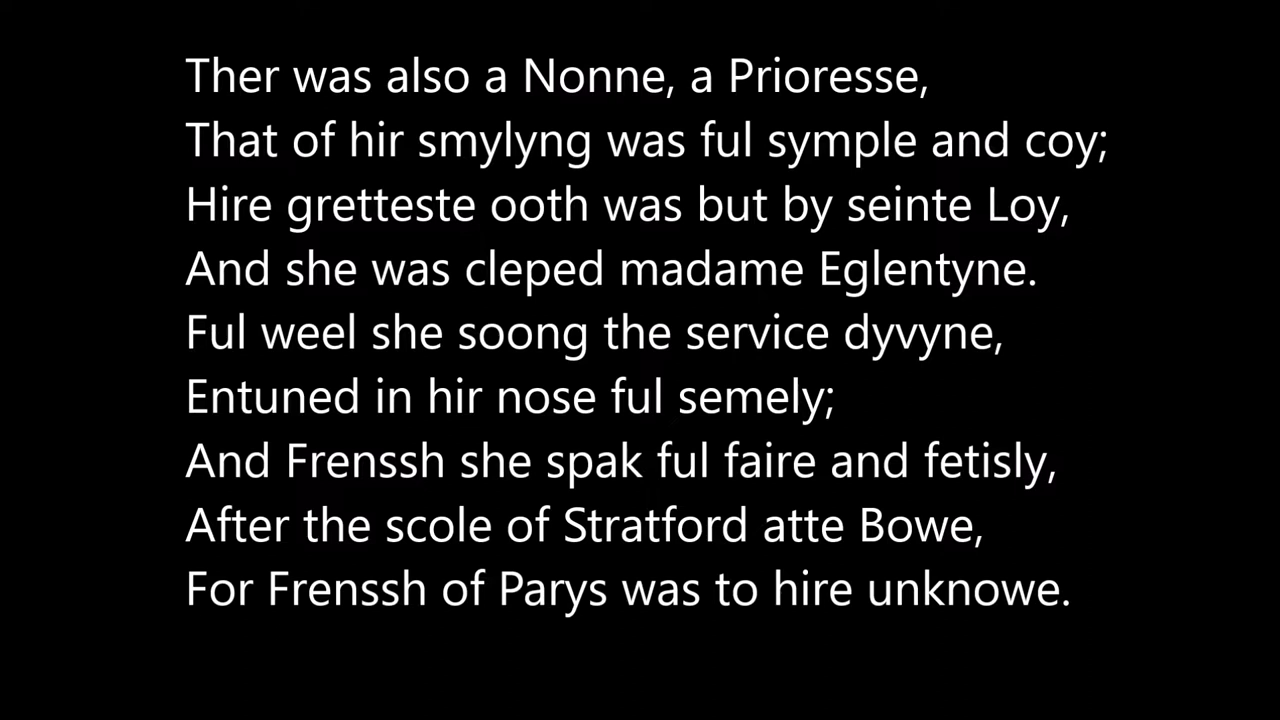 Ther was also a Nonne, a Prioresse,
That of hir smylyng was ful symple and coy;
Hire gretteste ooth was but by seinte Loy,
And she was cleped madame Eglentyne.
Ful weel she soong the service dyvyne,
Entuned in hir nose ful semely;
And Frenssh she spak ful faire and fetisly,
After the scole of Stratford atte Bowe,
For Frenssh of Parys was to hire unknowe.